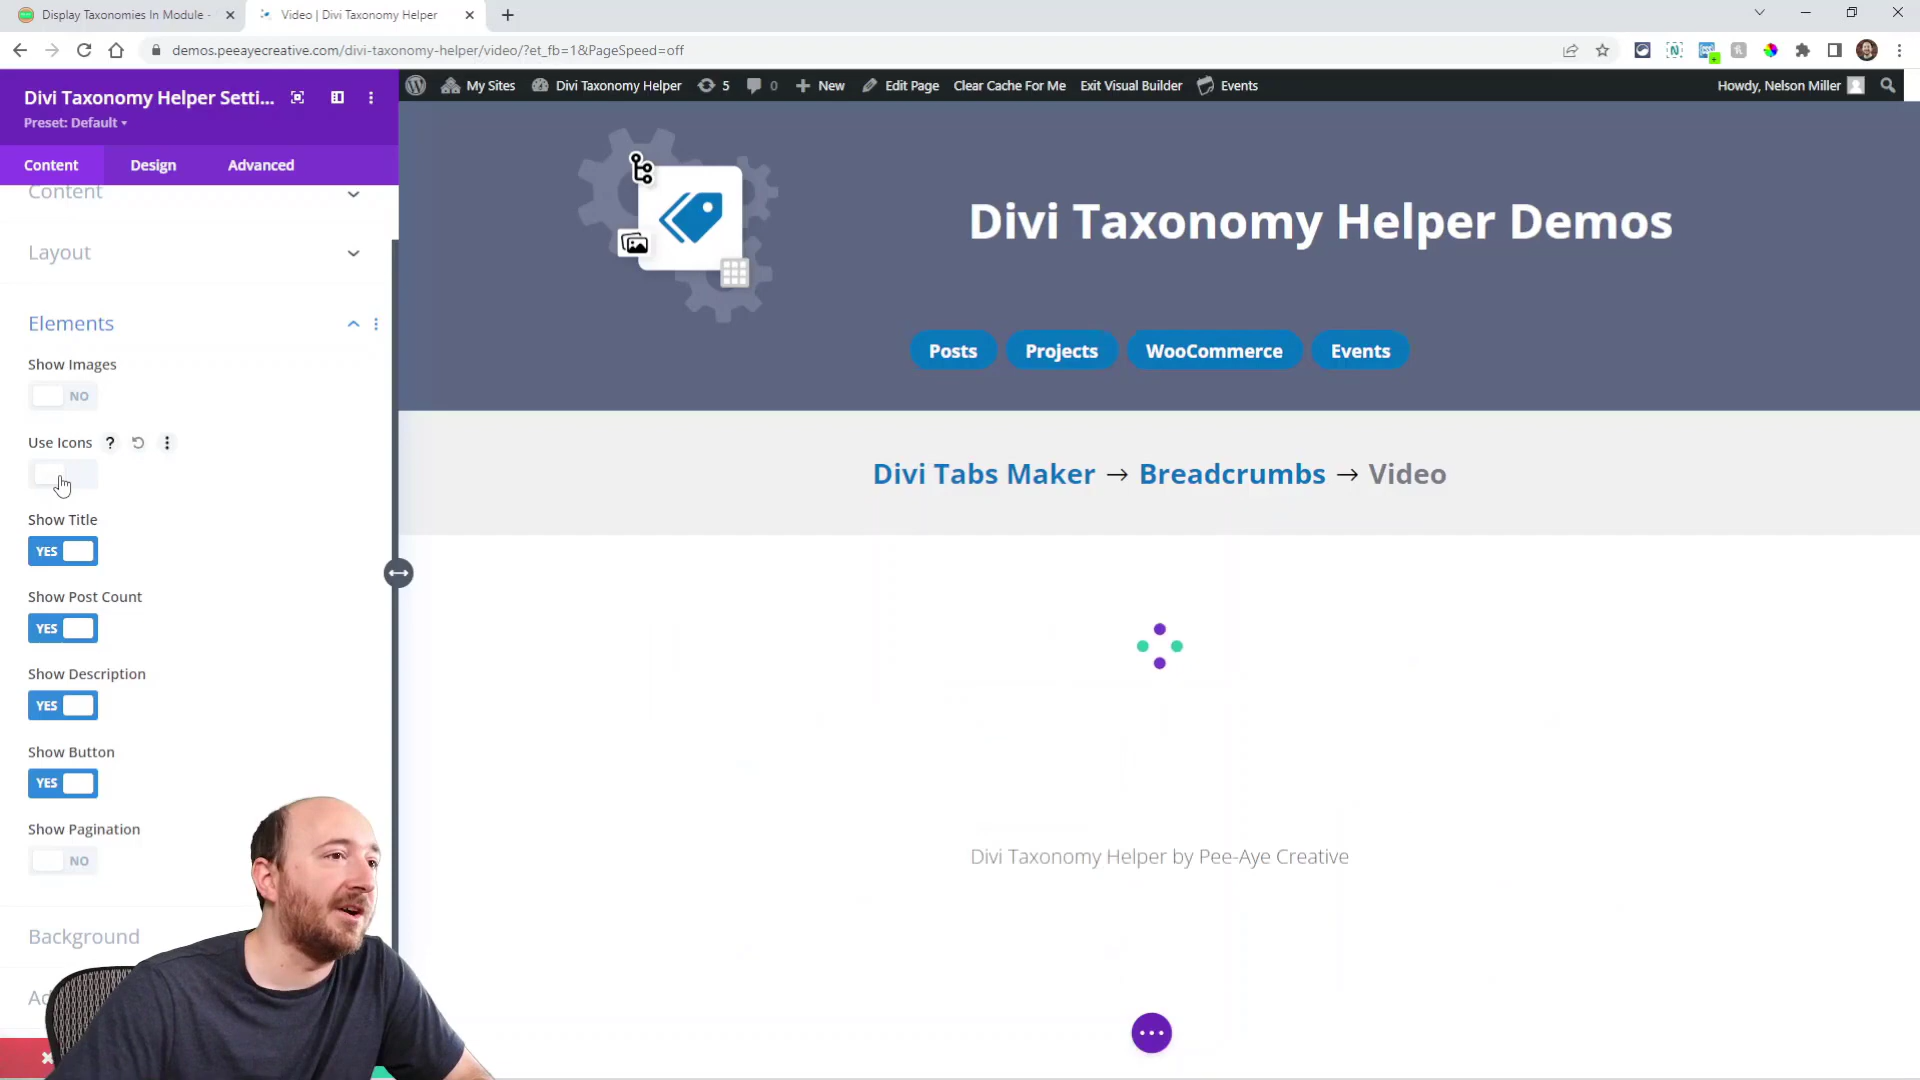 Display Taxonomies In Module -
Video | Divi Taxonomy Helper
demos.peeayecreative.com/divi-taxonomy-helper/video/?et_fb=1&PageSpeed=off
Divi Taxonomy Helper Setti...
Preset: Default
Content
Design
Advanced
My Sites
Divi Taxonomy Helper
5
0
New
Edit Page
Clear Cache For Me
Exit Visual Builder
Events
Howdy, Nelson Miller
Content
Layout
Elements
Show Images
NO
Use Icons ?
Show Title
YES
Show Post Count
YES
Show Description
YES
Show Button
YES
Show Pagination
NO
Background
Divi Taxonomy Helper Demos
Posts
Projects
WooCommerce
Events
Divi Tabs Maker → Breadcrumbs → Video
Divi Taxonomy Helper by Pee-Aye Creative